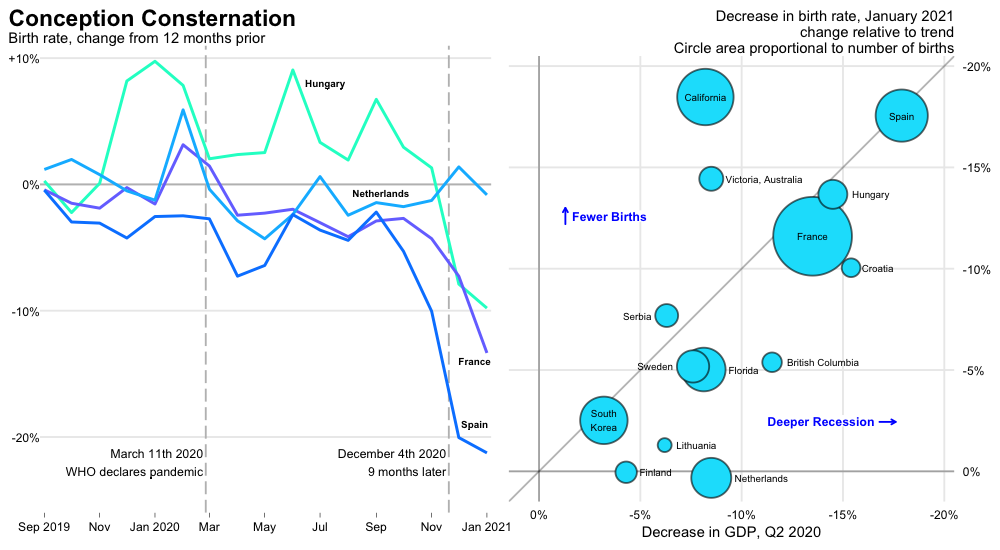 Conception Consternation
Birth rate, change from 12 months prior
+10%
0%
-10%
-20%
Hungary
Netherlands
France
Spain
March 11th 2020
WHO declares pandemic
December 4th 2020
9 months later
Sep 2019
Nov
Jan 2020
Mar
May
Jul
Sep
Nov
Jan 2021
Decrease in birth rate, January 2021
change relative to trend
Circle area proportional to number of births
-20%
-15%
-10%
-5%
0%
California
Spain
Victoria, Australia
Hungary
Fewer Births
France
Croatia
Serbia
British Columbia
Sweden
Florida
South
Korea
Deeper Recession
Lithuania
Finland
Netherlands
0%
-5%
-10%
-15%
-20%
Decrease in GDP, Q2 2020